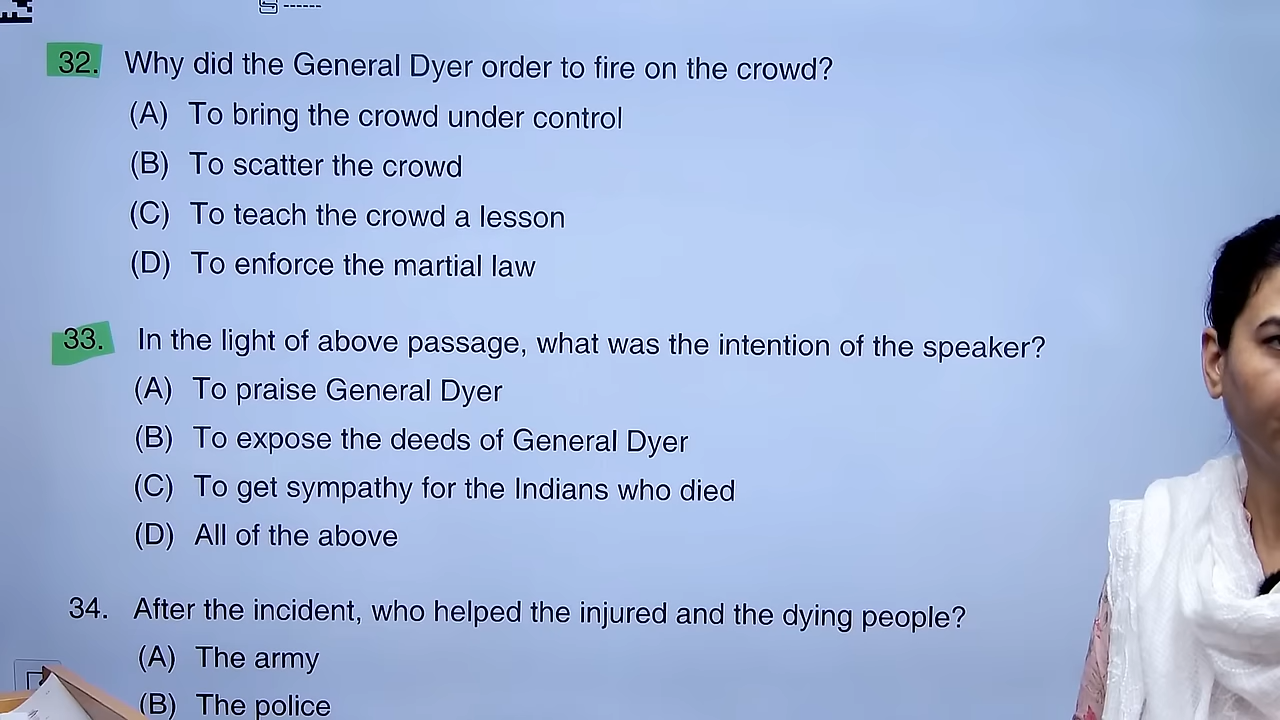 32. Why did the General Dyer order to fire on the crowd?
(A) To bring the crowd under control
(B) To scatter the crowd
(C) To teach the crowd a lesson
(D) To enforce the martial law
33. In the light of above passage, what was the intention of the speaker?
(A) To praise General Dyer
(B) To expose the deeds of General Dyer
(C) To get sympathy for the Indians who died
(D) All of the above
34. After the incident, who helped the injured and the dying people?
(A) The army
(B) The police